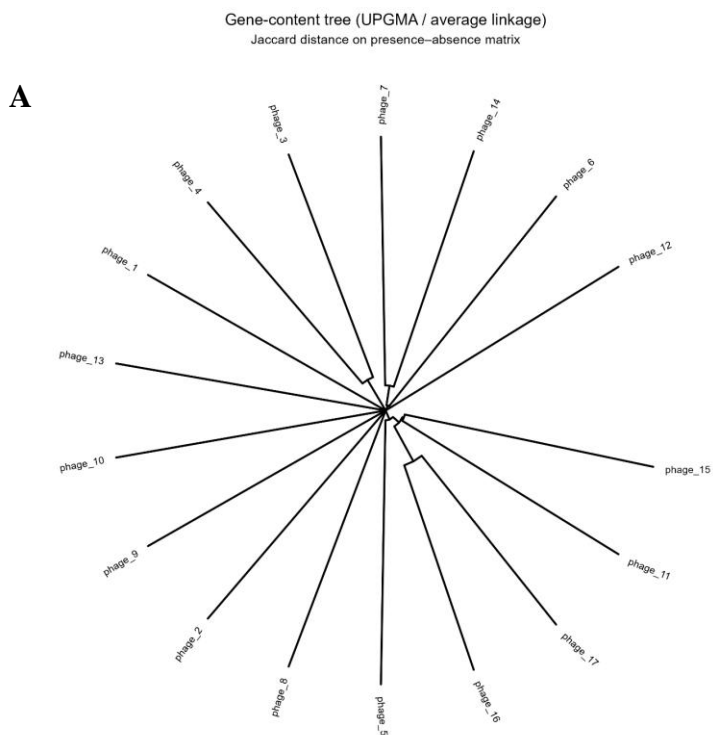 Gene-content tree (UPGMA / average linkage)
Jaccard distance on presence–absence matrix
A
phage_7
phage_14
phage_3
phage_6
phage_4
phage_12
phage_1
phage_13
phage_10
phage_15
phage_9
phage_11
phage_2
phage_17
phage_8
phage_16
phage_5